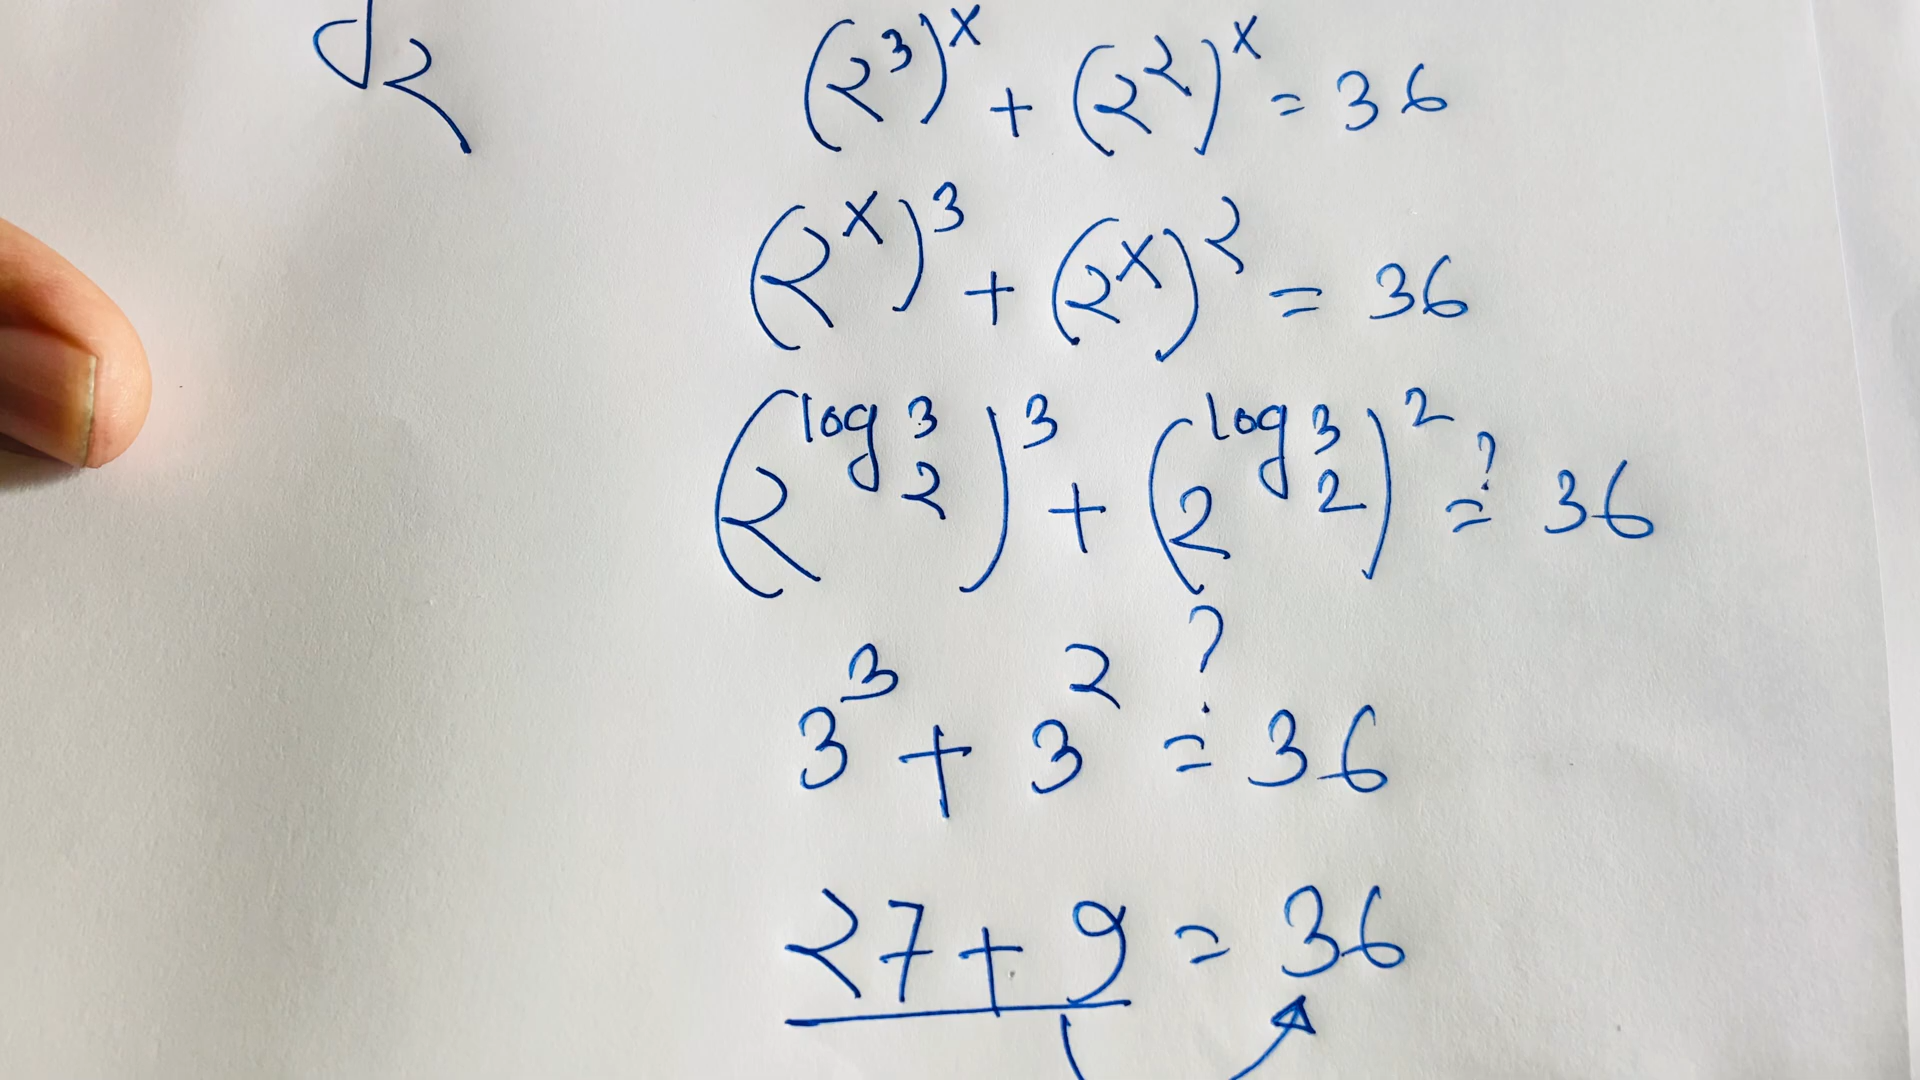 (2³)ˣ + (2²)ˣ = 36
(2ˣ)³ + (2ˣ)² = 36
(2^(log₂3))³ + (2^(log₂3))² ≟ 36
3³ + 3² ≟ 36
27 + 9 = 36